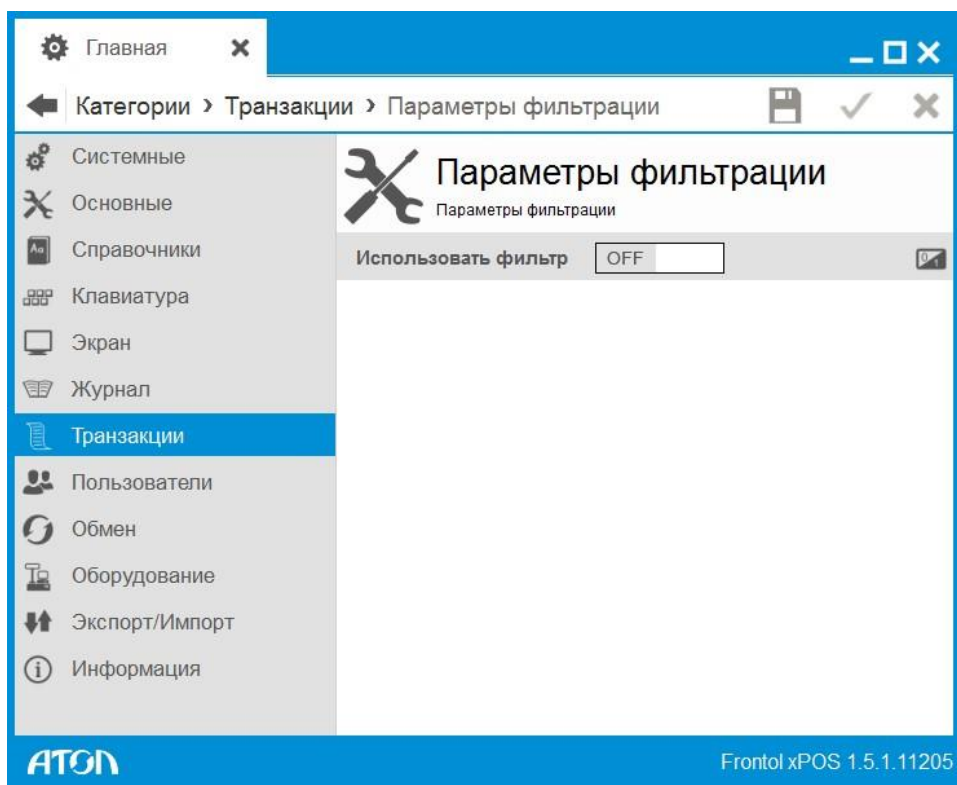 Главная
Категории › Транзакции › Параметры фильтрации
Системные
Основные
Справочники
Клавиатура
Экран
Журнал
Транзакции
Пользователи
Обмен
Оборудование
Экспорт/Импорт
Информация
Параметры фильтрации
Параметры фильтрации
Использовать фильтр OFF
АТОЛ
Frontol xPOS 1.5.1.11205